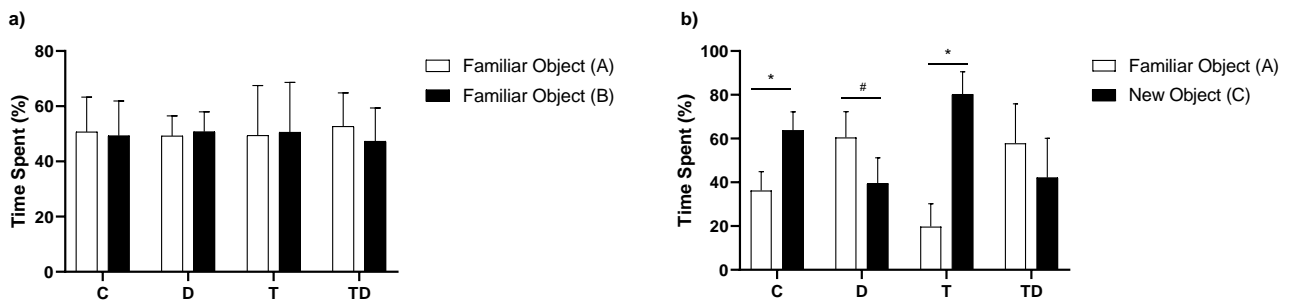 a)
Time Spent (%)
80
60
40
20
0
C D T TD
Familiar Object (A)
Familiar Object (B)
b)
Time Spent (%)
100
80
60
40
20
0
* # *
C D T TD
Familiar Object (A)
New Object (C)